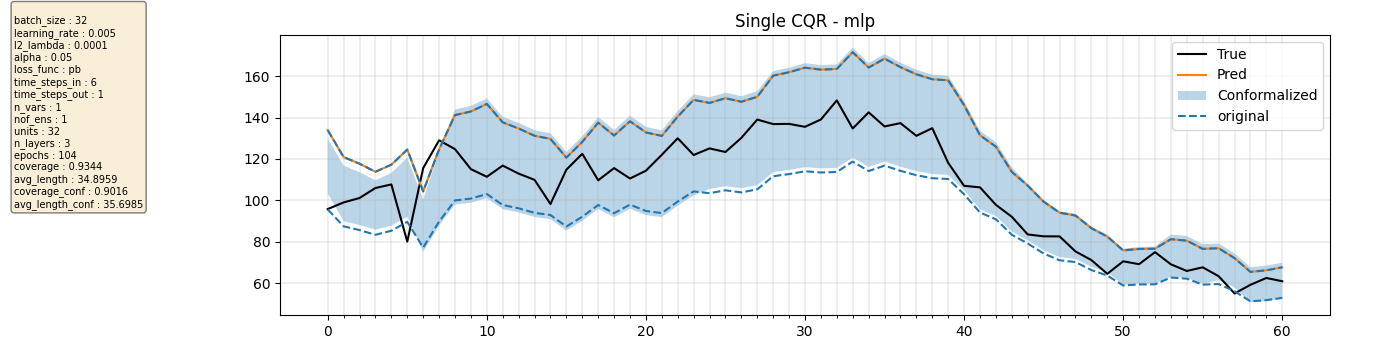 batch_size : 32
learning_rate : 0.005
l2_lambda : 0.0001
alpha : 0.05
loss_func : pb
time_steps_in : 6
time_steps_out : 1
n_vars : 1
nof_ens : 1
units : 32
n_layers : 3
epochs : 104
coverage : 0.9344
avg_length : 34.8959
coverage_conf : 0.9016
avg_length_conf : 35.6985
Single CQR - mlp
True
Pred
Conformalized
original
160
140
120
100
80
60
0 10 20 30 40 50 60